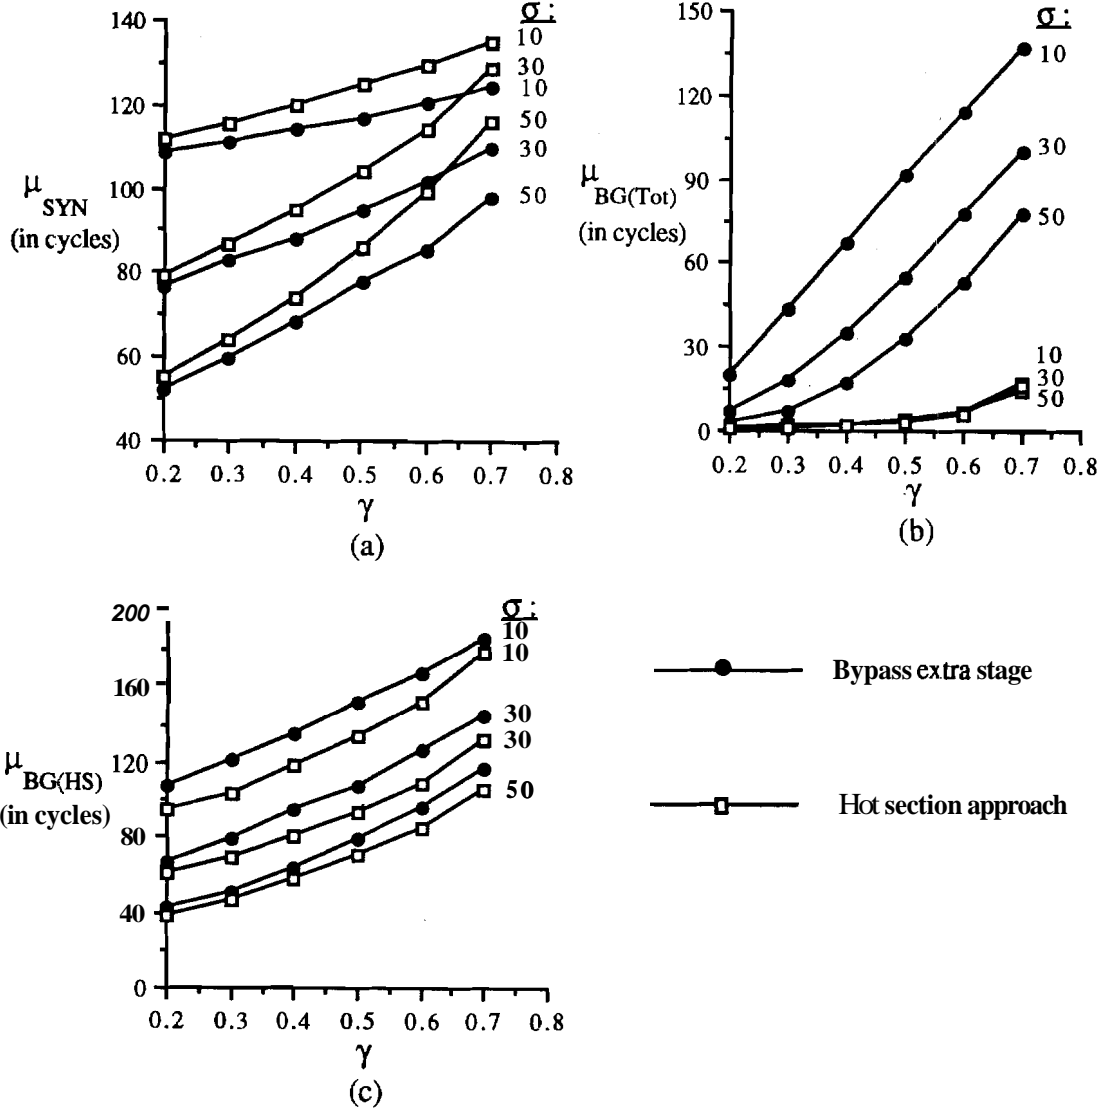 140
120
100
80
60
40
μ SYN
(in cycles)
σ :
10
30
10
50
30
50
0.2 0.3 0.4 0.5 0.6 0.7 0.8
γ
(a)
150
120
90
60
30
0
μ BG(Tot)
(in cycles)
σ :
10
30
50
10
30
50
0.2 0.3 0.4 0.5 0.6 0.7 0.8
γ
(b)
200
160
120
80
40
0
μ BG(HS)
(in cycles)
σ :
10
10
30
30
50
0.2 0.3 0.4 0.5 0.6 0.7 0.8
γ
(c)
Bypass extra stage
Hot section approach